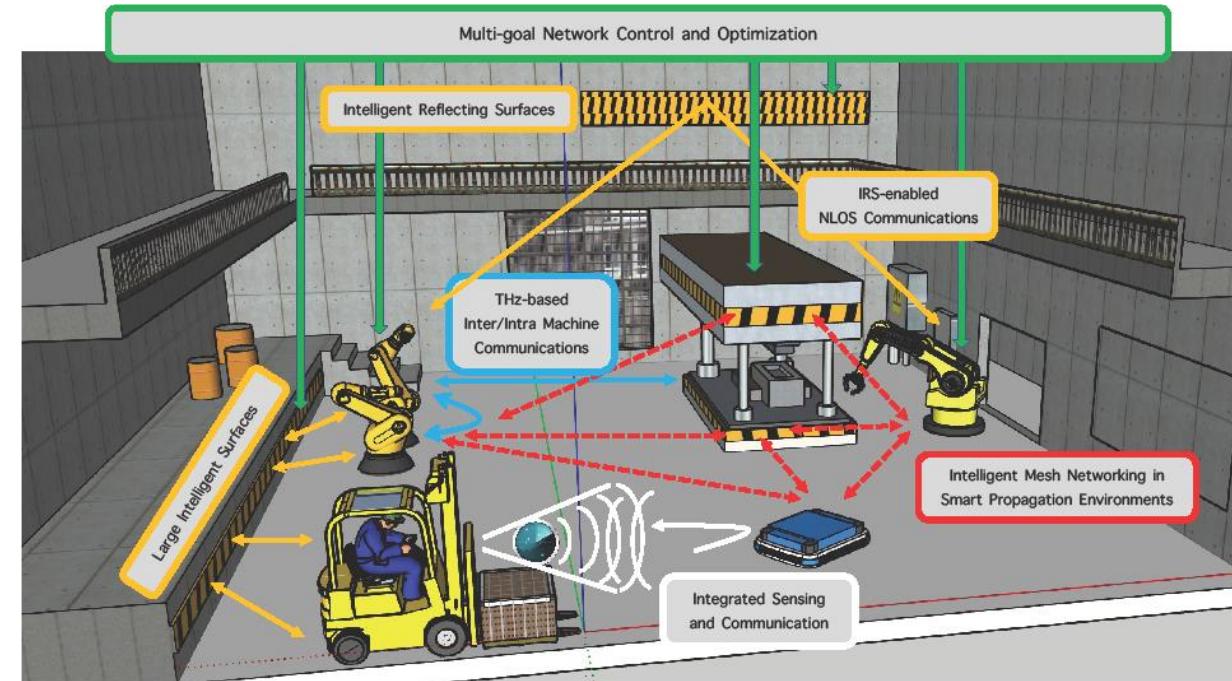 Multi-goal Network Control and Optimization
Intelligent Reflecting Surfaces
IRS-enabled
NLOS Communications
THz-based
Inter/Intra Machine
Communications
Large Intelligent Surfaces
Intelligent Mesh Networking in
Smart Propagation Environments
Integrated Sensing
and Communication